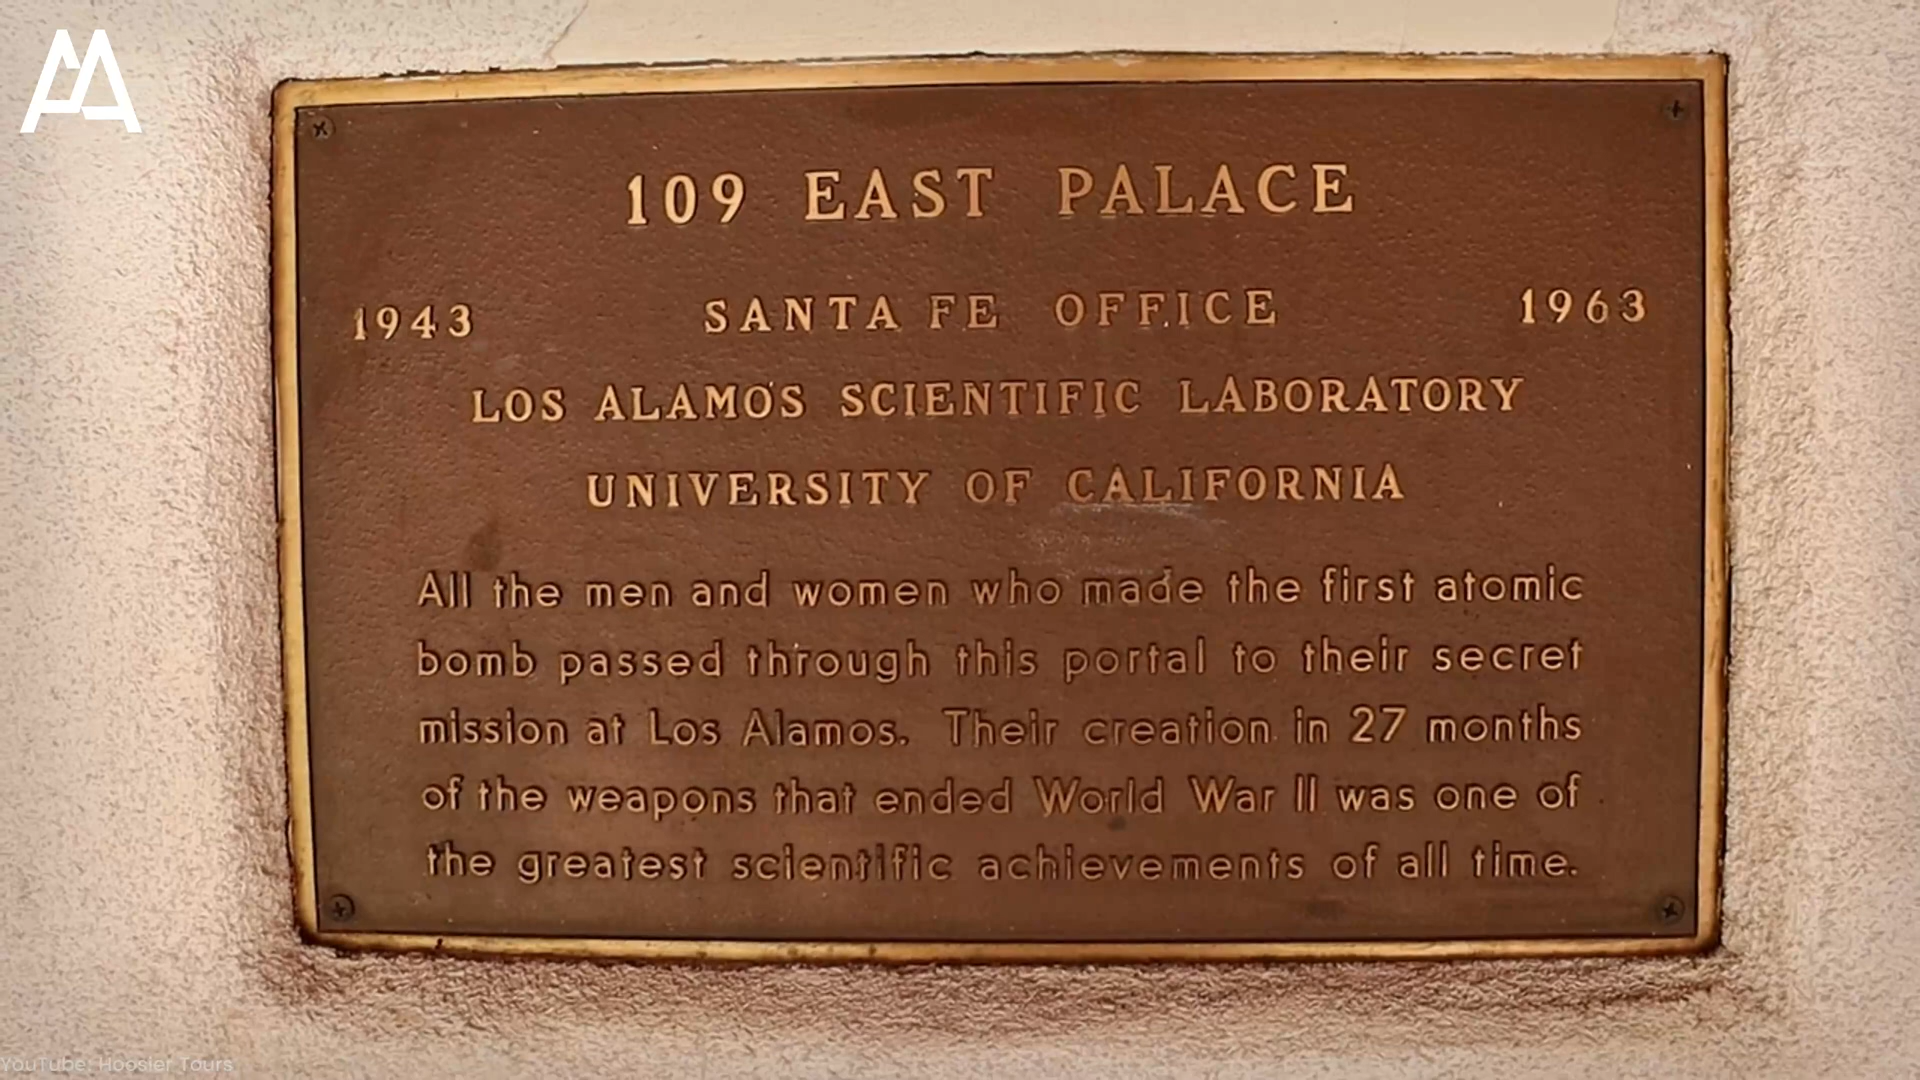 109 EAST PALACE
1943 SANTA FE OFFICE 1963
LOS ALAMOS SCIENTIFIC LABORATORY
UNIVERSITY OF CALIFORNIA
All the men and women who made the first atomic
bomb passed through this portal to their secret
mission at Los Alamos. Their creation in 27 months
of the weapons that ended World War II was one of
the greatest scientific achievements of all time.
YouTube: Hoosier Tours